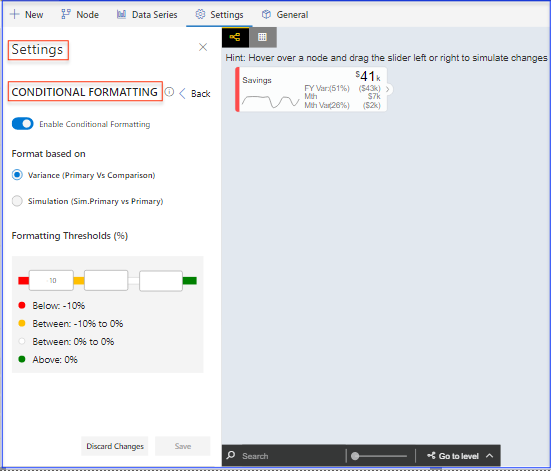 New Node Data Series Settings General
Settings
Hint: Hover over a node and drag the slider left or right to simulate changes
CONDITIONAL FORMATTING Back
Savings $41k
FY Var:(51%) ($43k)
Mth $7k
Mth Var(26%) ($2k)
Enable Conditional Formatting
Format based on
Variance (Primary Vs Comparison)
Simulation (Sim.Primary vs Primary)
Formatting Thresholds (%)
-10
Below: -10%
Between: -10% to 0%
Between: 0% to 0%
Above: 0%
Discard Changes Save
Search Go to level